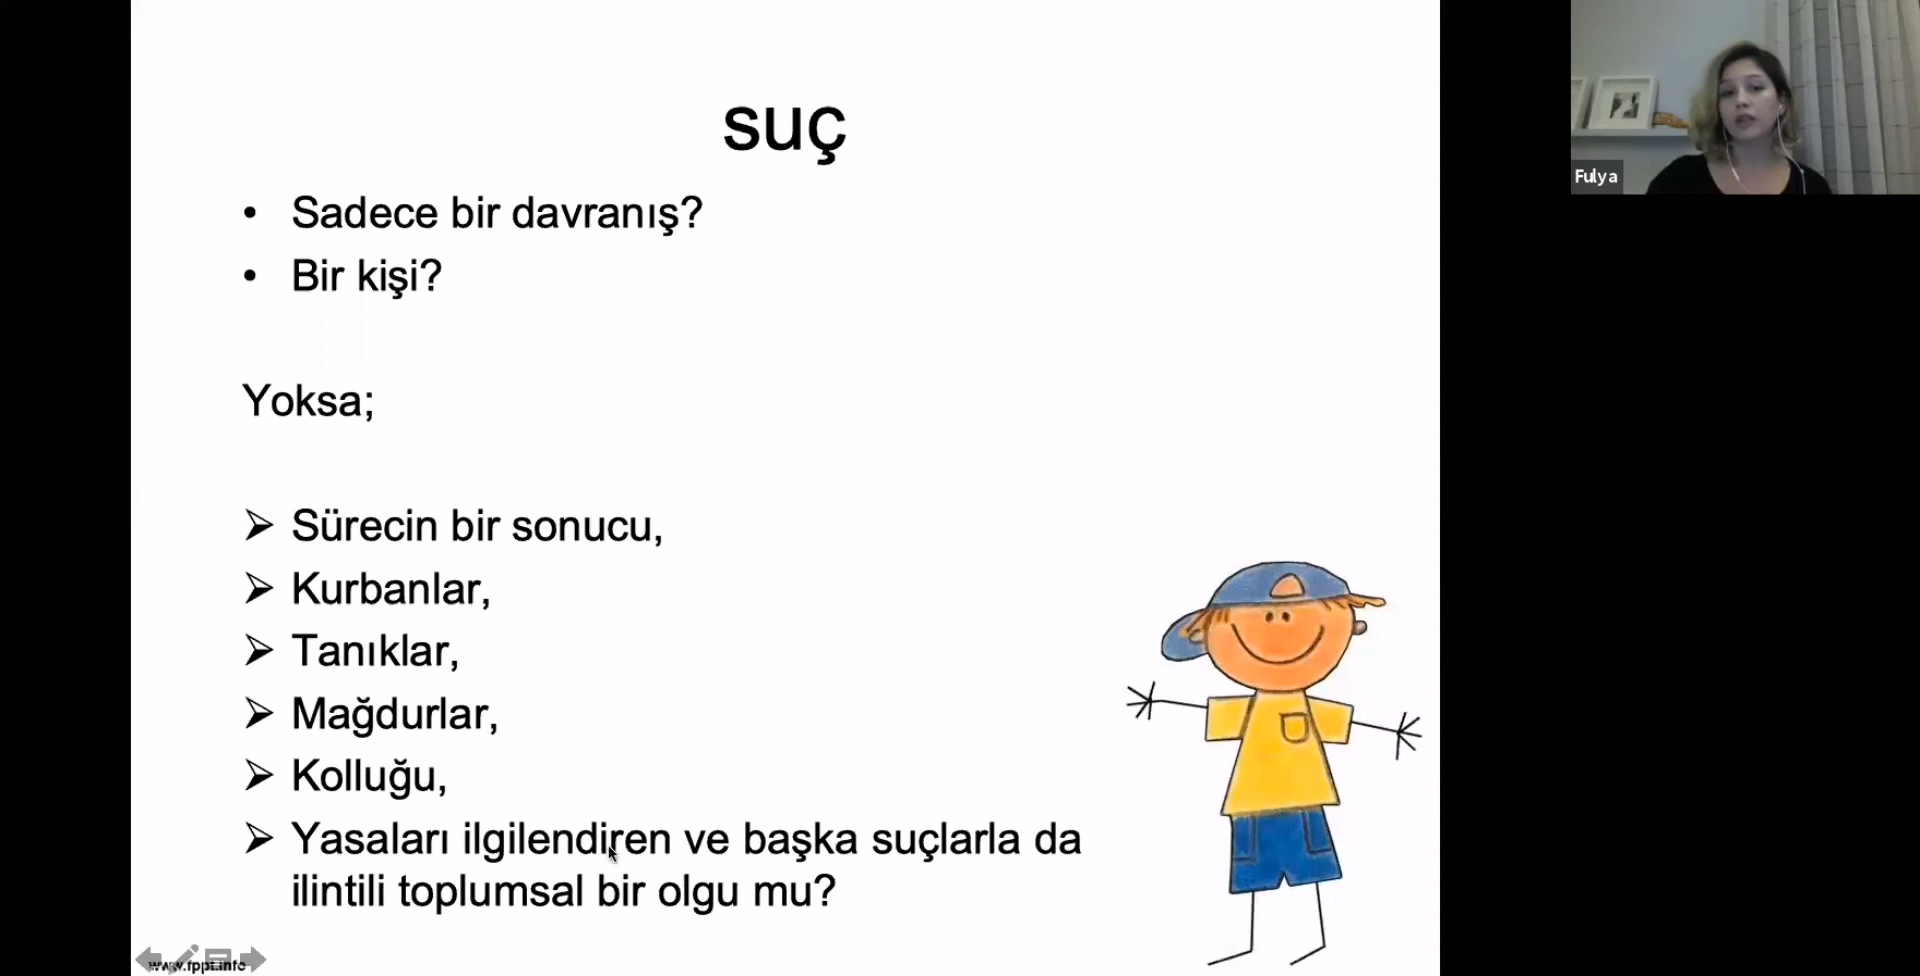 suç
• Sadece bir davranış?
• Bir kişi?
Yoksa;
➢ Sürecin bir sonucu,
➢ Kurbanlar,
➢ Tanıklar,
➢ Mağdurlar,
➢ Kolluğu,
➢ Yasaları ilgilendiren ve başka suçlarla da
ilintili toplumsal bir olgu mu?
www.fppt.info
Fulya